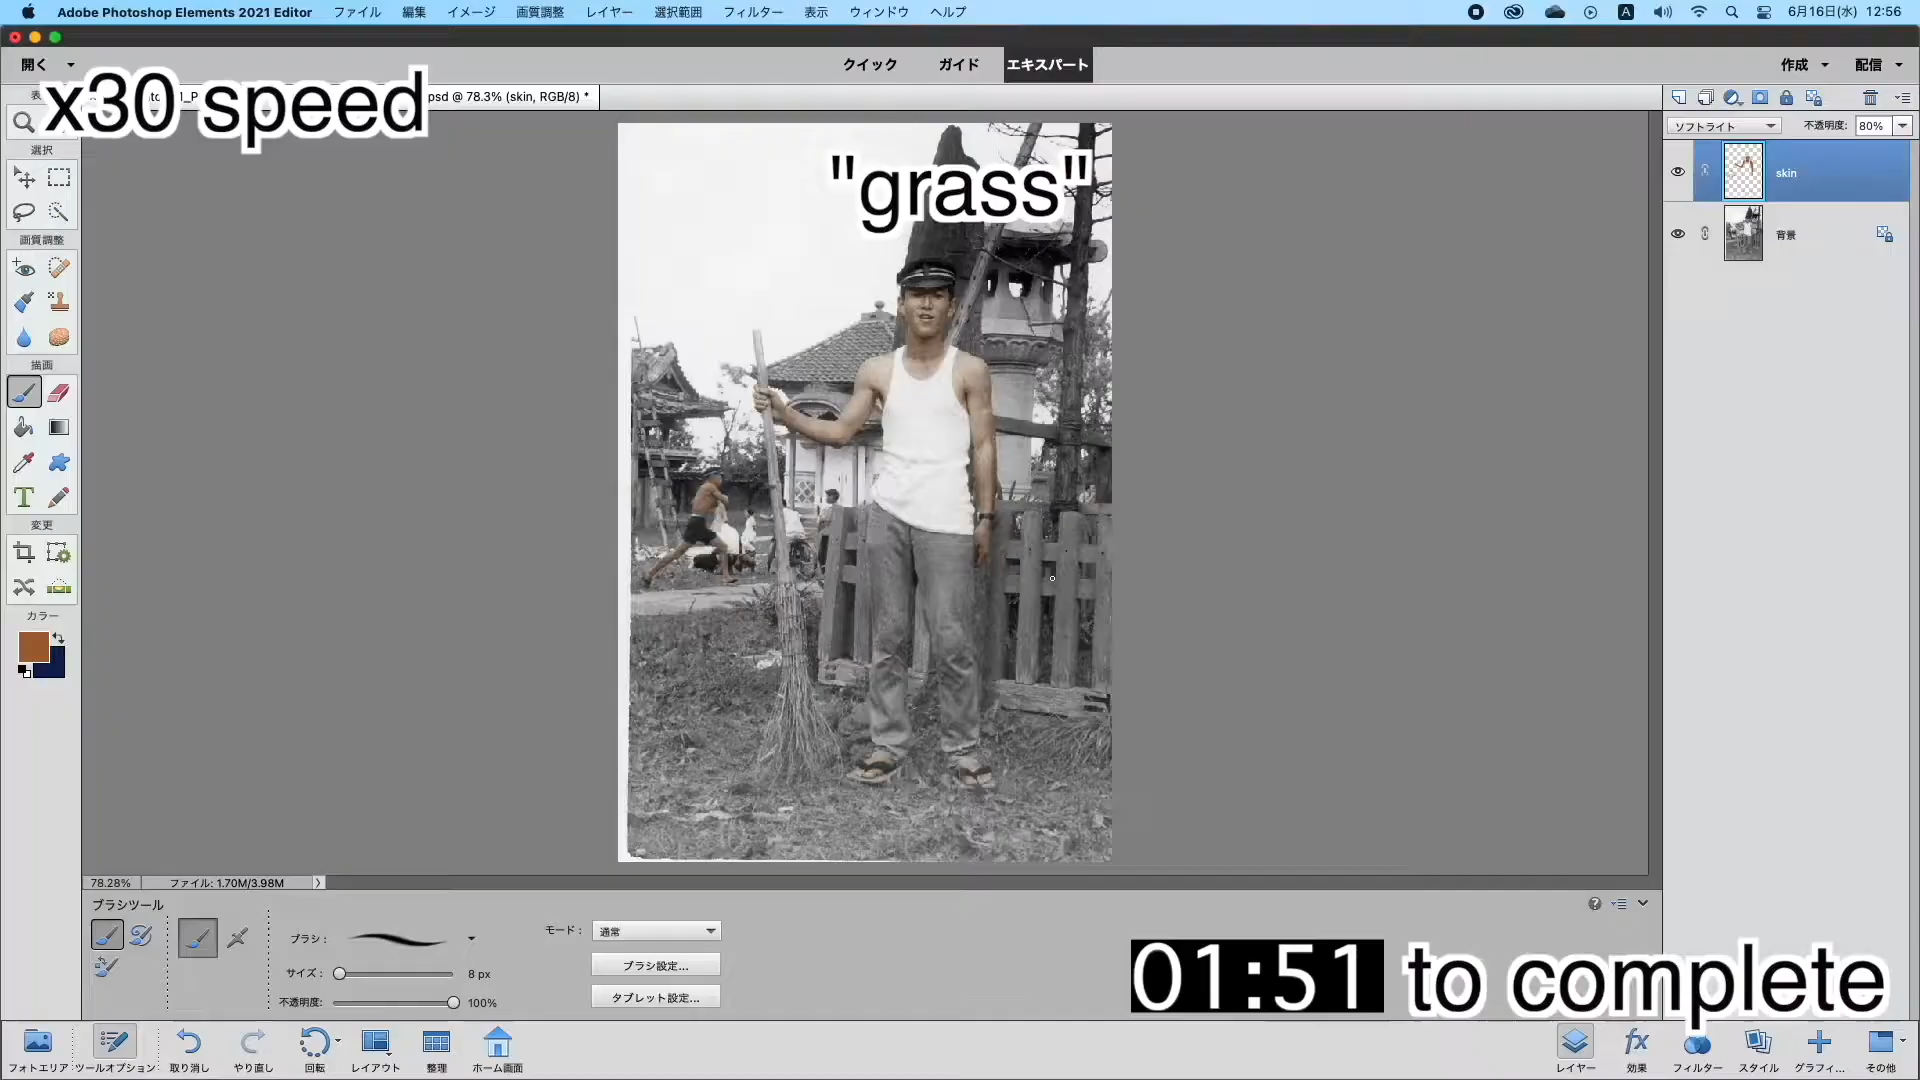 Adobe Photoshop Elements 2021 Editor ファイル 編集 イメージ 画質調整 レイヤー 選択範囲 フィルター 表示 ウィンドウ ヘルプ A 6月16日(水) 12:56
開く クイック ガイド エキスパート 作成 配信
x30 speed
psd @ 78.3% (skin, RGB/8) *
ソフトライト 不透明度: 80%
"grass"
skin
背景
選択
画質調整
描画
変更
カラー
78.28% ファイル: 1.70M/3.98M
ブラシツール
ブラシ: モード: 通常
サイズ: 8 px ブラシ設定...
不透明度: 100% タブレット設定...
01:51 to complete
フォトエリア ツールオプション 取り消し やり直し 回転 レイアウト 整理 ホーム画面 レイヤー 効果 フィルター スタイル グラフィ... その他